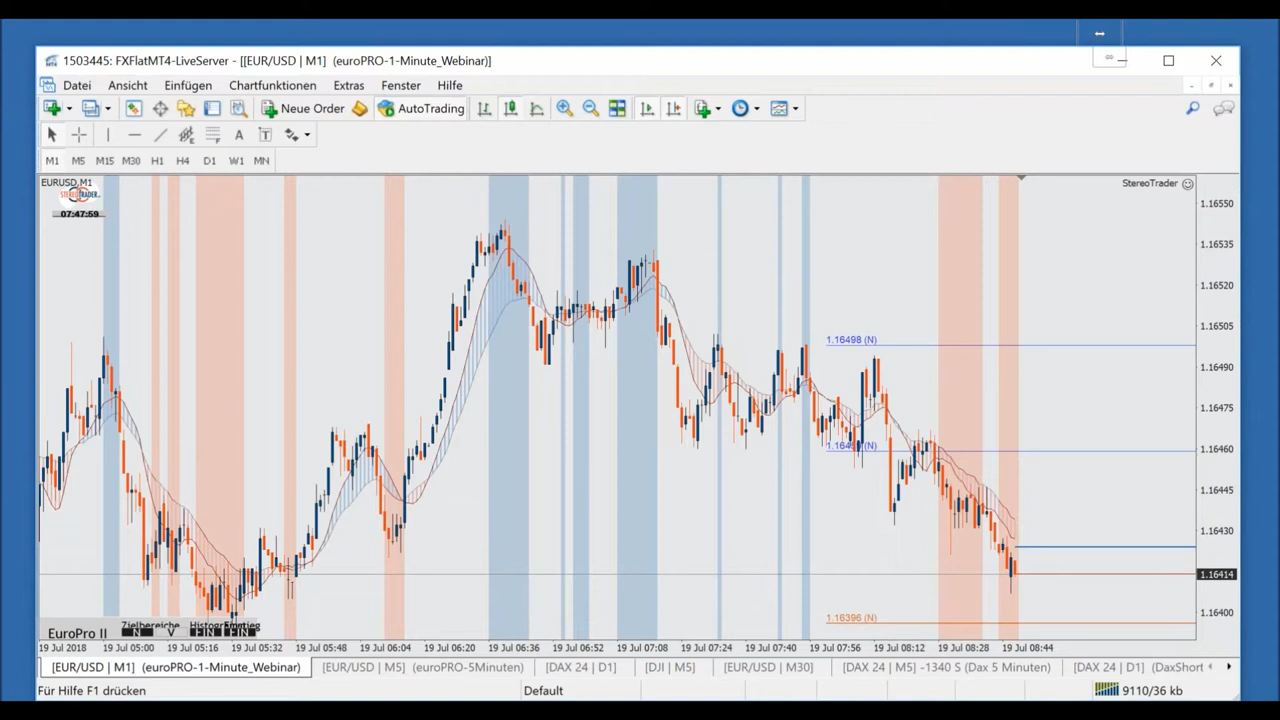 1503445: FXFlatMT4-LiveServer - [[EUR/USD | M1] (euroPRO-1-Minute_Webinar)]
Datei Ansicht Einfügen Chartfunktionen Extras Fenster Hilfe
New Order AutoTrading
A T
M1 M5 M15 M30 H1 H4 D1 W1 MN
EURUSD,M1
StereoTrader
STEREOTRADER
07:47:59
1.16550
1.16535
1.16520
1.16505
1.16498 (N)
1.16490
1.16475
1.16460
1.16445
1.16430
1.16414
1.16400
1.16396 (N)
EuroPro II
Zielbereiche
N V FIN FIN
19 Jul 2018 19 Jul 05:00 19 Jul 05:16 19 Jul 05:32 19 Jul 05:48 19 Jul 06:04 19 Jul 06:20 19 Jul 06:36 19 Jul 06:52 19 Jul 07:08 19 Jul 07:24 19 Jul 07:40 19 Jul 07:56 19 Jul 08:12 19 Jul 08:28 19 Jul 08:44
[EUR/USD | M1] (euroPRO-1-Minute_Webinar) [EUR/USD | M5] (euroPRO-5Minuten) [DAX 24 | D1] [DJI | M5] [EUR/USD | M30] [DAX 24 | M5] -1340 S (Dax 5 Minuten) [DAX 24 | D1] (DaxShort
Für Hilfe F1 drücken Default 9110/36 kb